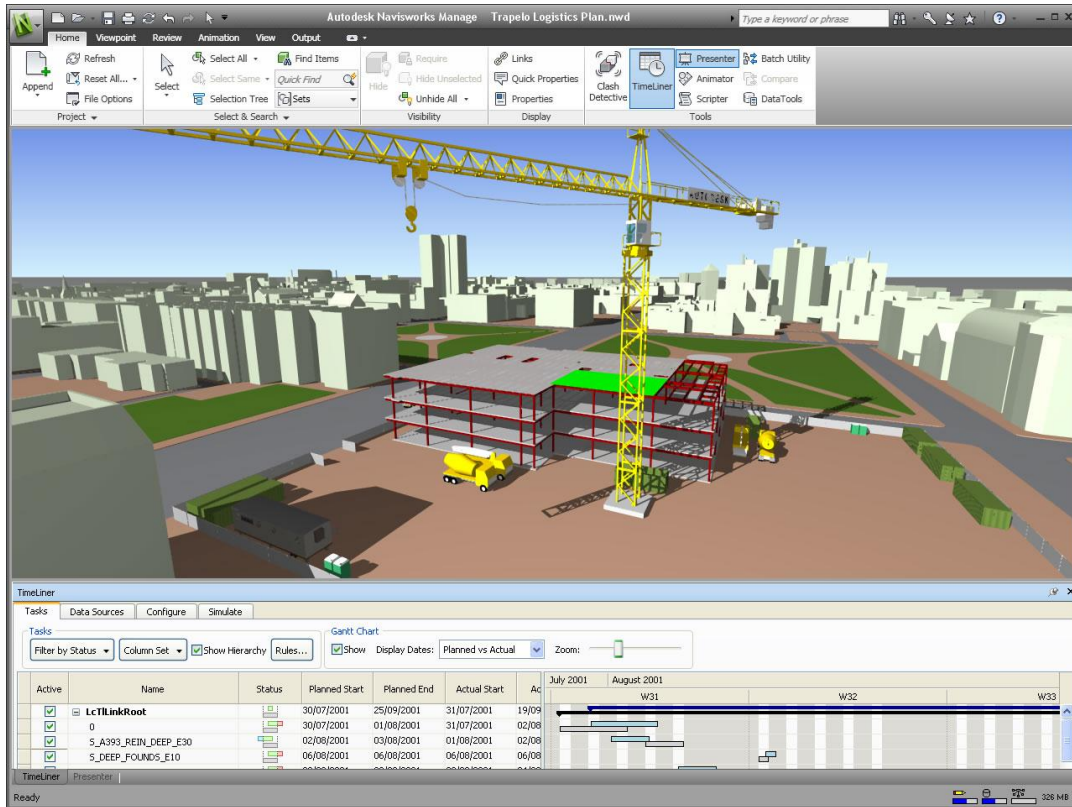 Autodesk Navisworks Manage Trapelo Logistics Plan.nwd
Type a keyword or phrase
Home Viewpoint Review Animation View Output
Append
Refresh
Reset All...
File Options
Project
Select
Select All
Select Same
Selection Tree
Find Items
Quick Find
Sets
Select & Search
Hide
Require
Hide Unselected
Unhide All
Visibility
Links
Quick Properties
Properties
Display
Clash Detective
TimeLiner
Presenter
Animator
Scripter
Batch Utility
Compare
DataTools
Tools
TimeLiner
Tasks Data Sources Configure Simulate
Tasks
Filter by Status Column Set Show Hierarchy Rules...
Gantt Chart
Show Display Dates: Planned vs Actual Zoom:
Active Name Status Planned Start Planned End Actual Start Ac
July 2001 August 2001
W31 W32 W33
LcTlLinkRoot 30/07/2001 25/09/2001 31/07/2001 19/09
0 30/07/2001 01/08/2001 31/07/2001 02/08
S_A393_REIN_DEEP_E30 02/08/2001 03/08/2001 01/08/2001 02/08
S_DEEP_FOUNDS_E10 06/08/2001 06/08/2001 06/08/2001 06/08
TimeLiner Presenter
Ready
326 MB